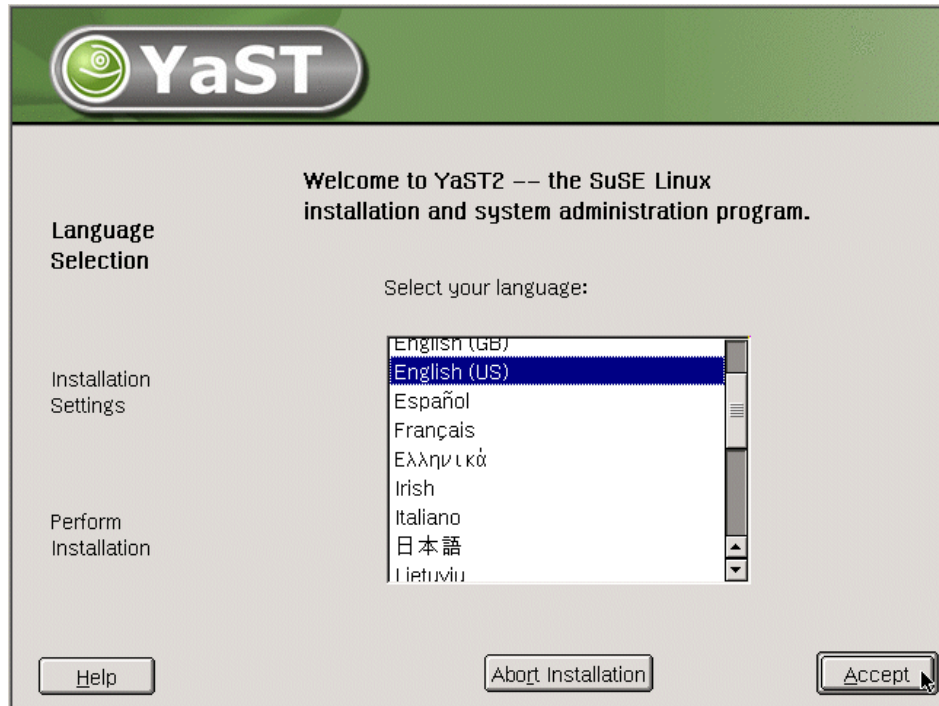 YaST
Welcome to YaST2 -- the SuSE Linux
installation and system administration program.
Language
Selection
Select your language:
English (GB)
English (US)
Español
Français
Ελληνικά
Irish
Italiano
日本語
Lietuviu
Installation
Settings
Perform
Installation
Help
Abort Installation
Accept